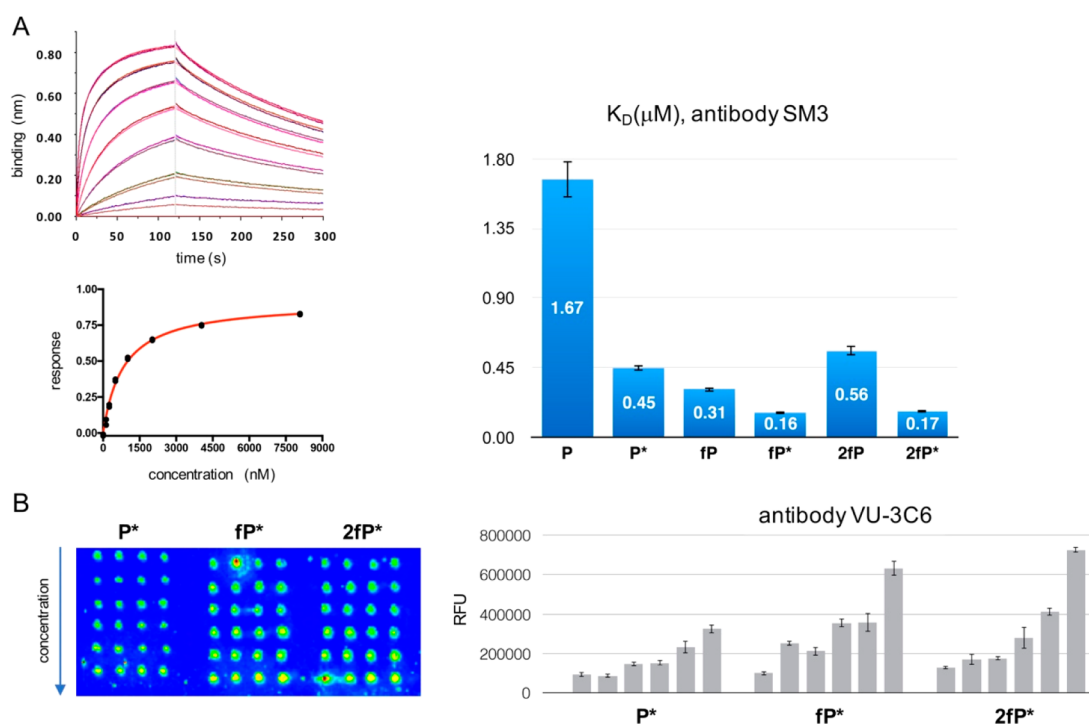 A
0.80
0.60
0.40
0.20
0.00
binding (nm)
0 50 100 150 200 250 300
time (s)
1.00
0.75
0.50
0.25
0.00
response
0 1500 3000 4500 6000 7500 9000
concentration (nM)
K_D(μM), antibody SM3
1.80
1.35
0.90
0.45
0.00
1.67
0.45
0.31
0.16
0.56
0.17
P P* fP fP* 2fP 2fP*
B
P* fP* 2fP*
concentration
antibody VU-3C6
800000
600000
400000
200000
0
RFU
P* fP* 2fP*